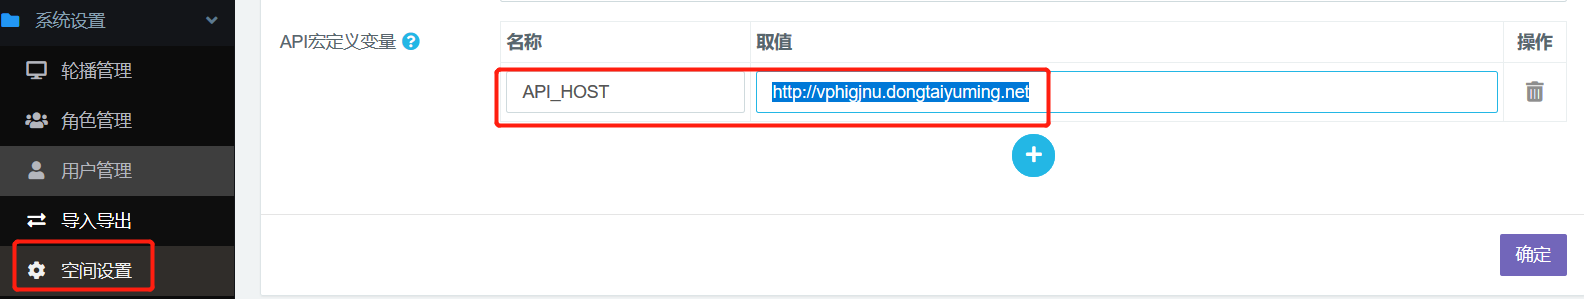 系统设置
轮播管理
角色管理
用户管理
导入导出
空间设置
API宏定义变量
名称 取值 操作
API_HOST http://vphigjnu.dongtaiyuming.net
确定